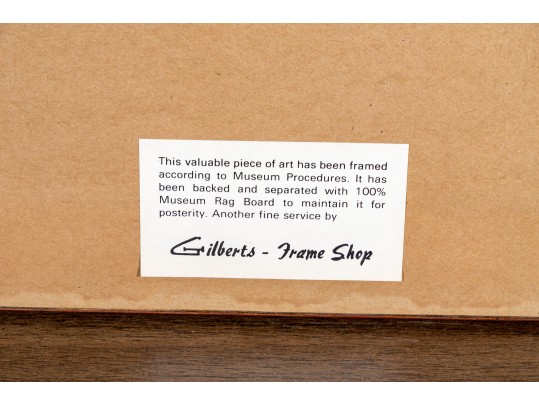 This valuable piece of art has been framed
according to Museum Procedures. It has
been backed and separated with 100%
Museum Rag Board to maintain it for
posterity. Another fine service by
Gilberts - Frame Shop